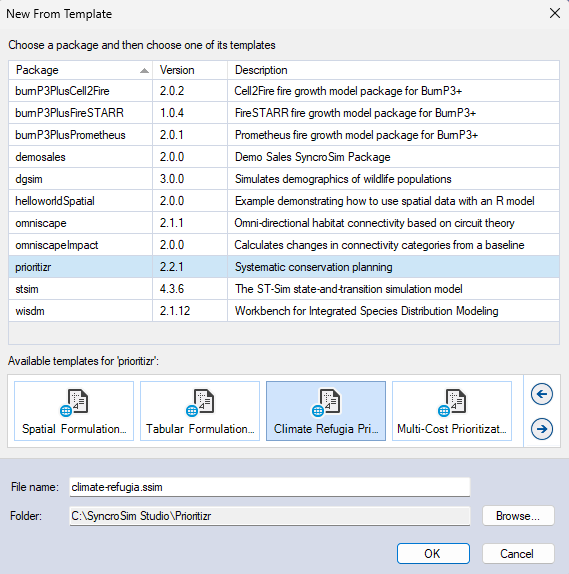 New From Template
Choose a package and then choose one of its templates
Package Version Description
burnP3PlusCell2Fire 2.0.2 Cell2Fire fire growth model package for BurnP3+
burnP3PlusFireSTARR 1.0.4 FireSTARR fire growth model package for BurnP3+
burnP3PlusPrometheus 2.0.1 Prometheus fire growth model package for BurnP3+
demosales 2.0.0 Demo Sales SyncroSim Package
dgsim 3.0.0 Simulates demographics of wildlife populations
helloworldSpatial 2.0.0 Example demonstrating how to use spatial data with an R model
omniscape 2.1.1 Omni-directional habitat connectivity based on circuit theory
omniscapeImpact 2.0.0 Calculates changes in connectivity categories from a baseline
prioritizr 2.2.1 Systematic conservation planning
stsim 4.3.6 The ST-Sim state-and-transition simulation model
wisdm 2.1.12 Workbench for Integrated Species Distribution Modeling
Available templates for 'prioritizr':
Spatial Formulation... Tabular Formulation... Climate Refugia Pri... Multi-Cost Prioritizat...
File name: climate-refugia.ssim
Folder: C:\SyncroSim Studio\Prioritizr Browse...
OK Cancel